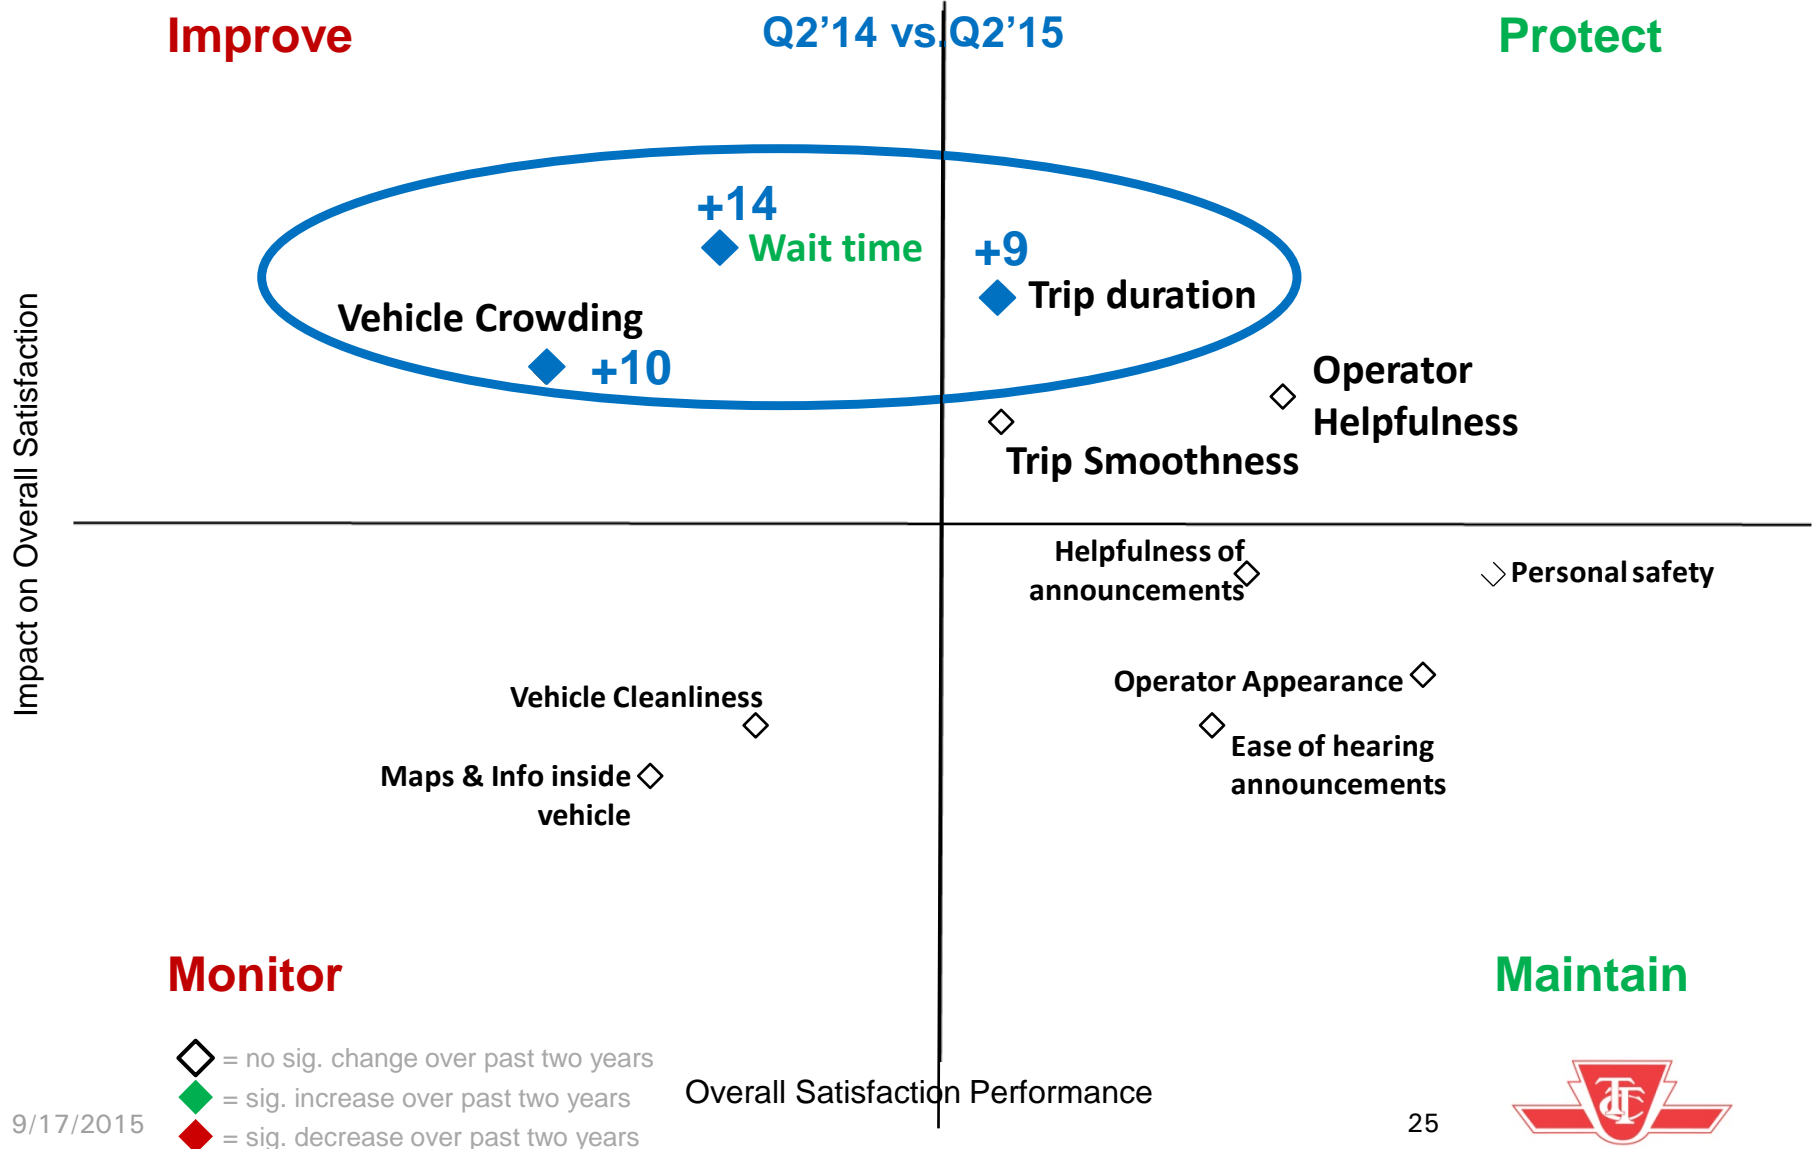 Improve
Q2’14 vs.Q2’15
Protect
+14
Wait time
+9
Trip duration
Vehicle Crowding
+10
Operator
Helpfulness
Trip Smoothness
Impact on Overall Satisfaction
Helpfulness of
announcements
Personal safety
Operator Appearance
Vehicle Cleanliness
Ease of hearing
announcements
Maps & Info inside
vehicle
Monitor
Maintain
= no sig. change over past two years
= sig. increase over past two years
= sig. decrease over past two years
Overall Satisfaction Performance
9/17/2015
25
TTC